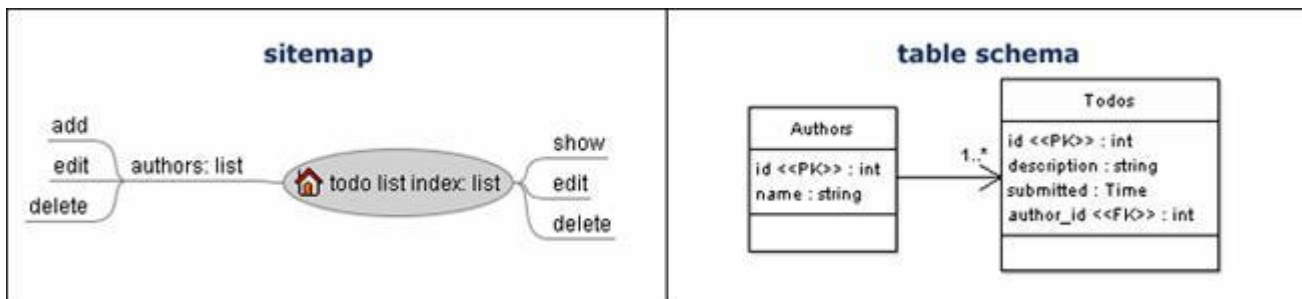 sitemap
add
edit
delete
authors: list
todo list index: list
show
edit
delete
table schema
Authors
id <<PK>> : int
name : string
1..*
Todos
id <<PK>> : int
description : string
submitted : Time
author_id <<FK>> : int